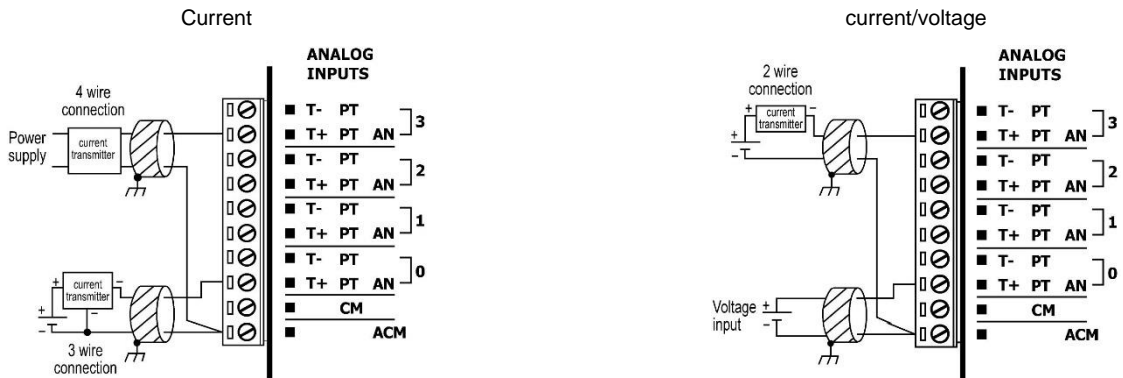 Current
ANALOG
INPUTS
4 wire
connection
Power
supply
current
transmitter
T- PT
T+ PT AN
3
T- PT
T+ PT AN
2
T- PT
T+ PT AN
1
T- PT
T+ PT AN
0
CM
ACM
+
-
current
transmitter
-
+
-
3 wire
connection
current/voltage
ANALOG
INPUTS
2 wire
connection
+
current
transmitter
-
+
-
T- PT
T+ PT AN
3
T- PT
T+ PT AN
2
T- PT
T+ PT AN
1
T- PT
T+ PT AN
0
CM
ACM
Voltage
input
+
-